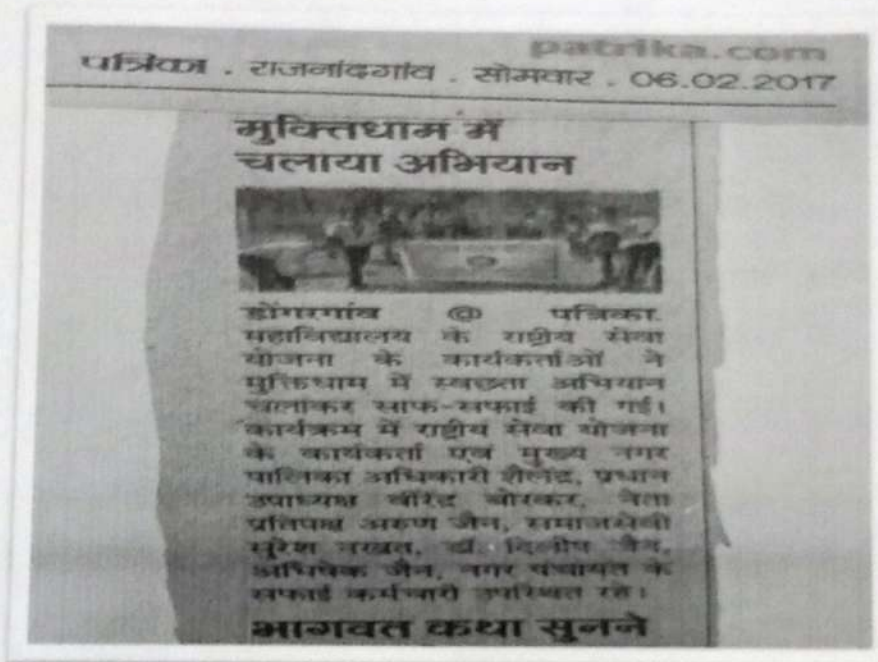 patrika.com
पत्रिका . राजनांदगांव . सोमवार . 06.02.2017
मुक्तिधाम में
चलाया अभियान
डोंगरगांव @ पत्रिका.
महाविद्यालय के राष्ट्रीय सेवा
योजना के कार्यकर्ताओं ने
मुक्तिधाम में स्वच्छता अभियान
चलाकर साफ-सफाई की गई।
कार्यक्रम में राष्ट्रीय सेवा योजना
के कार्यकर्ता एवं मुख्य नगर
पालिका अधिकारी शैलेंद्र, प्रधान
उपाध्यक्ष वीरेंद्र बोरकर, नेता
प्रतिपक्ष अरुण जैन, समाजसेवी
सुरेश नखत, डॉ. दिलीप जैन,
अभिषेक जैन, नगर पंचायत के
सफाई कर्मचारी उपस्थित रहे।
भागवत कथा सुनने